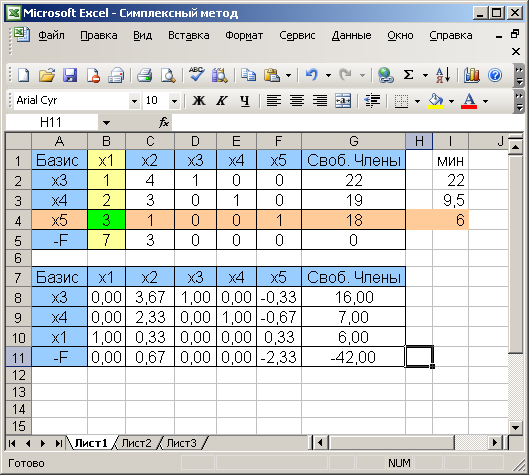 Microsoft Excel - Симплексный метод
Файл Правка Вид Вставка Формат Сервис Данные Окно Справка
Arial Cyr 10 Ж К Ч
H11 fx
A B C D E F G H I J
1 Базис x1 x2 x3 x4 x5 Своб. Члены мин
2 x3 1 4 1 0 0 22 22
3 x4 2 3 0 1 0 19 9,5
4 x5 3 1 0 0 1 18 6
5 -F 7 3 0 0 0 0
6
7 Базис x1 x2 x3 x4 x5 Своб. Члены
8 x3 0,00 3,67 1,00 0,00 -0,33 16,00
9 x4 0,00 2,33 0,00 1,00 -0,67 7,00
10 x1 1,00 0,33 0,00 0,00 0,33 6,00
11 -F 0,00 0,67 0,00 0,00 -2,33 -42,00
12
13
14
15
Лист1 Лист2 Лист3
Готово NUM